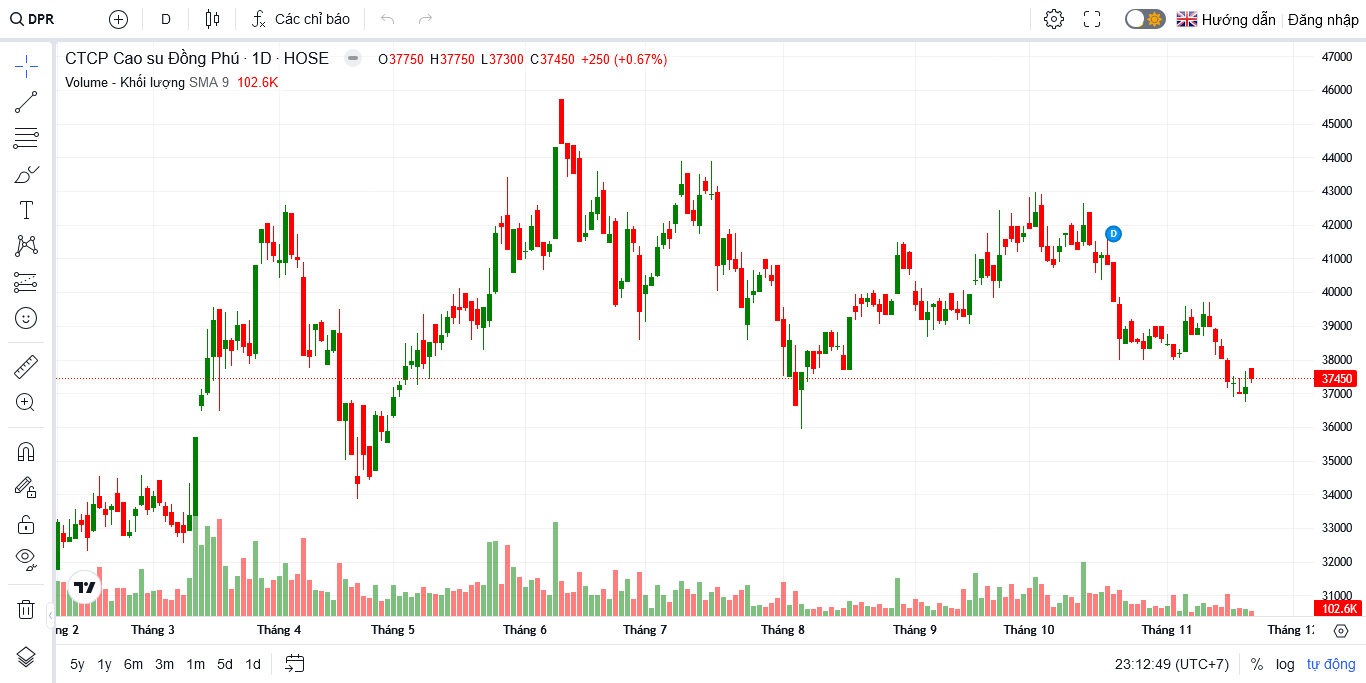 DPR D Các chỉ báo Hướng dẫn Đăng nhập
CTCP Cao su Đồng Phú · 1D · HOSE O37750 H37750 L37300 C37450 +250 (+0.67%)
Volume - Khối lượng SMA 9 102.6K
47000
46000
45000
44000
43000
42000
D
41000
40000
39000
38000
37450
37000
36000
35000
34000
33000
32000
31000
102.6K
ng 2 Tháng 3 Tháng 4 Tháng 5 Tháng 6 Tháng 7 Tháng 8 Tháng 9 Tháng 10 Tháng 11 Tháng 12
5y 1y 6m 3m 1m 5d 1d 23:12:49 (UTC+7) % log tự động